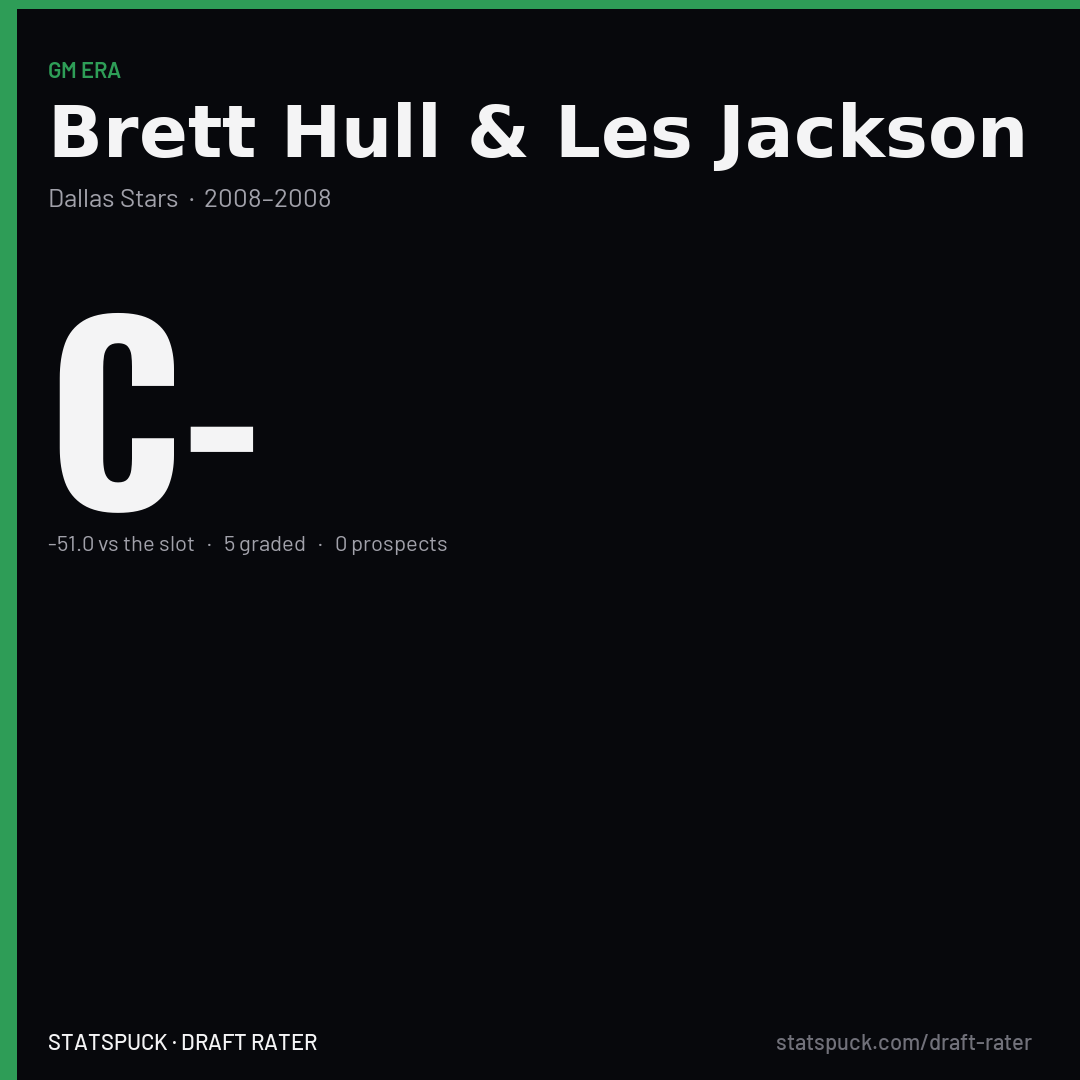 GM ERA
Brett Hull & Les Jackson
Dallas Stars · 2008–2008
C-
-51.0 vs the slot · 5 graded · 0 prospects
STATSPUCK · DRAFT RATER
statspuck.com/draft-rater